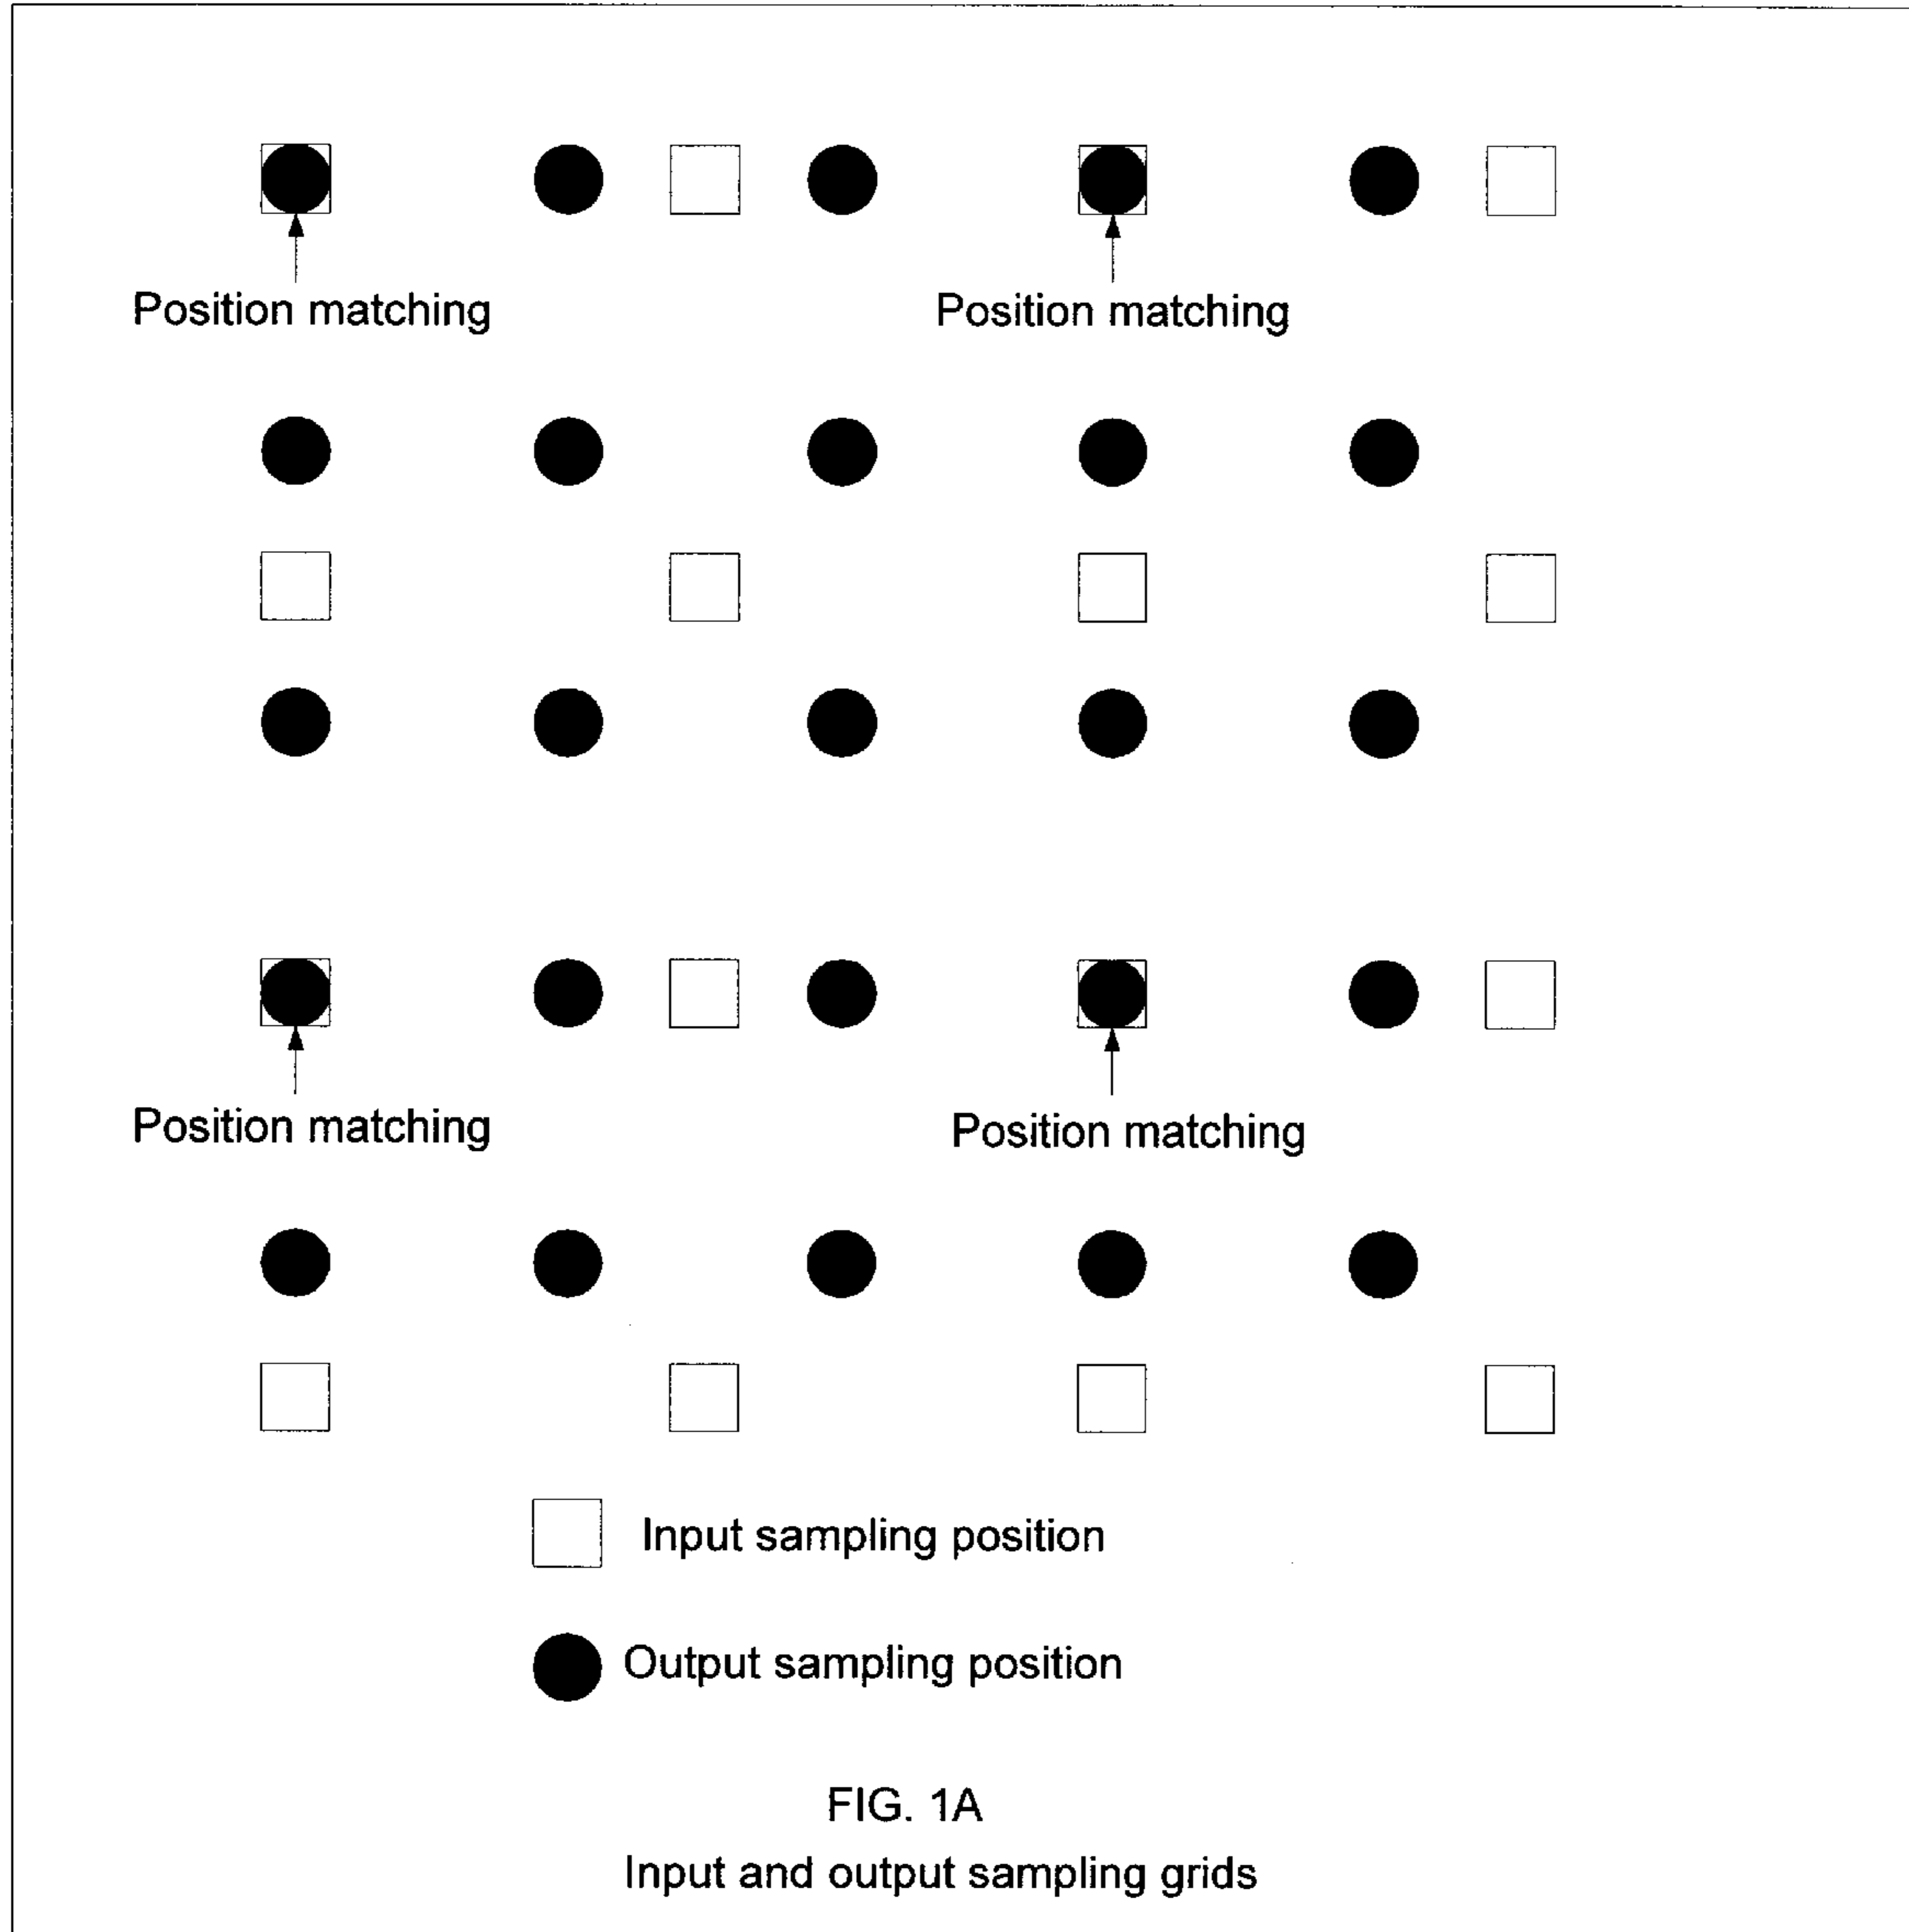 Position matching
Position matching
Position matching
Position matching
Input sampling position
Output sampling position
FIG. 1A
Input and output sampling grids